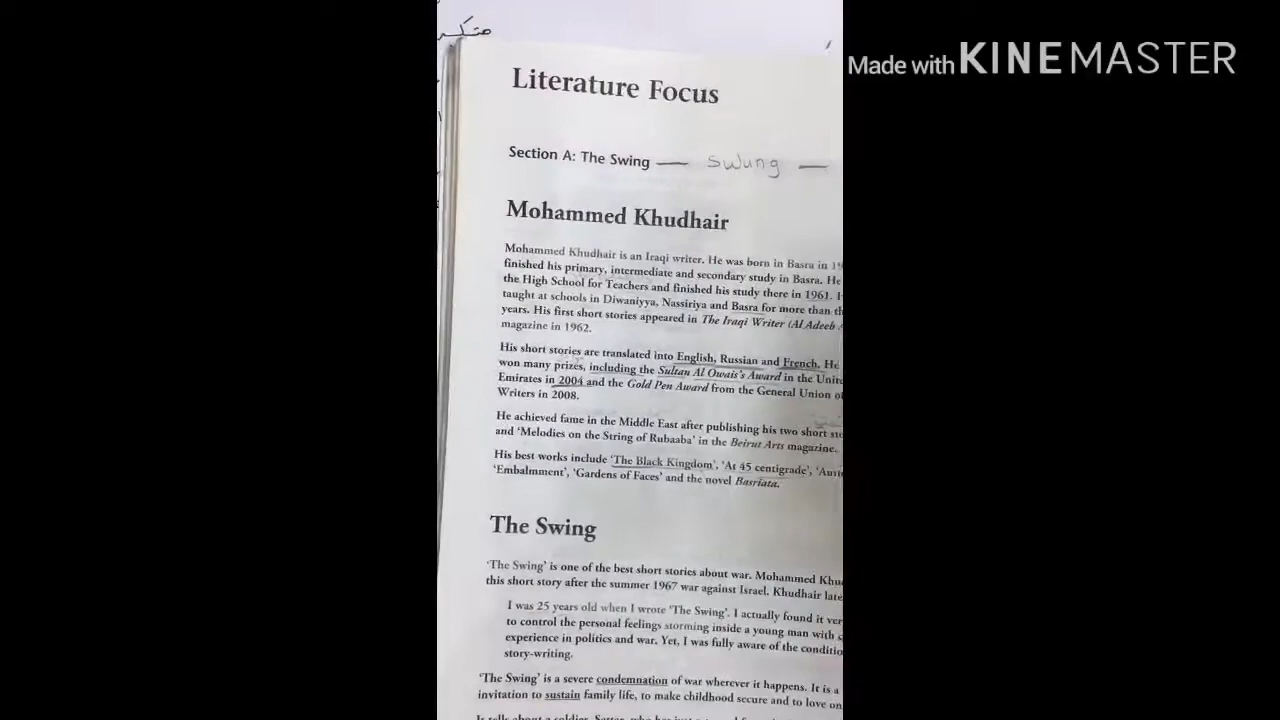 Made with KINEMASTER
Literature Focus
Section A: The Swing — swung —
Mohammed Khudhair
Mohammed Khudhair is an Iraqi writer. He was born in Basra in 19
finished his primary, intermediate and secondary study in Basra. He
the High School for Teachers and finished his study there in 1961.
taught at schools in Diwaniyya, Nassiriya and Basra for more than
years. His first short stories appeared in The Iraqi Writer (Al Adeeb
magazine in 1962.
His short stories are translated into English, Russian and French. He
won many prizes, including the Sultan Al Owais's Award in the
Emirates in 2004 and the Gold Pen Award from the General Union
Writers in 2008.
He achieved fame in the Middle East after publishing his two short
and ‘Melodies on the String of Rubaaba’ in the Beirut Arts magazine.
His best works include ‘The Black Kingdom’, ‘At 45 centigrade’,
‘Embalmment’, ‘Gardens of Faces’ and the novel Basriata.
The Swing
‘The Swing’ is one of the best short stories about war. Mohammed
this short story after the summer 1967 war against Israel. Khudhair
I was 25 years old when I wrote ‘The Swing’. I actually found it
to control the personal feelings storming inside a young man with
experience in politics and war. Yet, I was fully aware of the
story-writing.
‘The Swing’ is a severe condemnation of war wherever it happens. It is a
invitation to sustain family life, to make childhood secure and to love